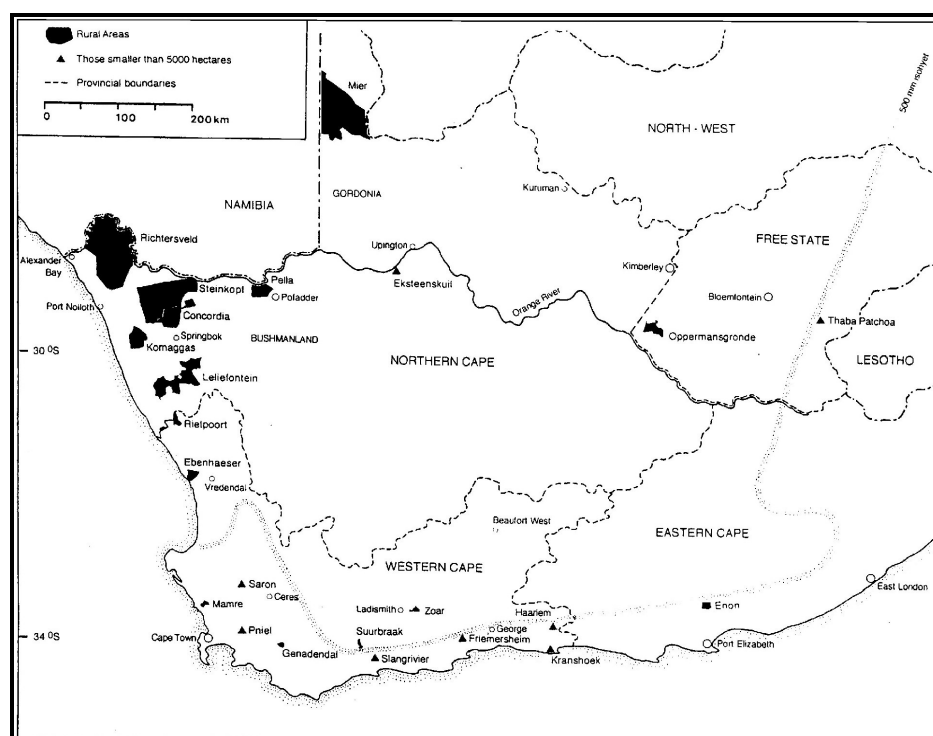 Rural Areas
Those smaller than 5000 hectares
Provincial boundaries
0 100 200 km
Mier
500 mm isohyet
NORTH - WEST
Kuruman
GORDONIA
NAMIBIA
Richtersveld
Upington
FREE STATE
Alexander
Bay
Pella
Kimberley
Steinkopf
Poladder
Eksteenskuil
Bloemfontein
Port Nolloth
Orange River
Concordia
Thaba Patchoa
Springbok
BUSHMANLAND
Oppermansgronde
30 0S
Komaggas
NORTHERN CAPE
LESOTHO
Leliefontein
Rietpoort
Ebenhaeser
Vredendal
Beaufort West
EASTERN CAPE
WESTERN CAPE
Saron
Ceres
East London
Mamre
Ladismith
Zoar
Haarlem
Enon
Pniel
George
34 0S
Cape Town
Suurbraak
Friemersheim
Port Elizabeth
Genadendal
Slangrivier
Kranshoek